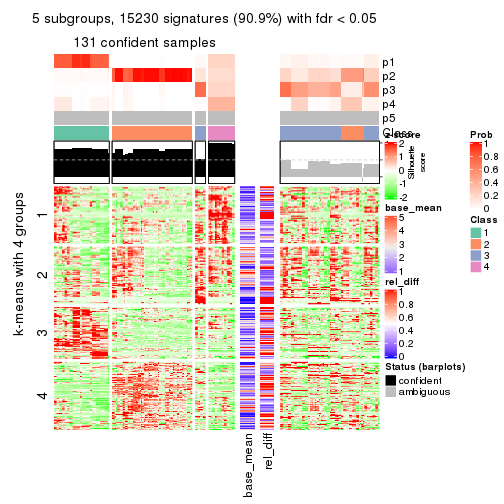 5 subgroups, 15230 signatures (90.9%) with fdr < 0.05
131 confident samples
p1
p2
p3
p4
p5
Class
k-means with 4 groups
1
2
3
4
base_mean
rel_diff
z-score
2
1
0
-1
-2
Silhouette
score
base_mean
5
4
3
2
1
rel_diff
1
0.8
0.6
0.4
0.2
0
Status (barplots)
confident
ambiguous
Prob
1
0.8
0.6
0.4
0.2
0
Class
1
2
3
4